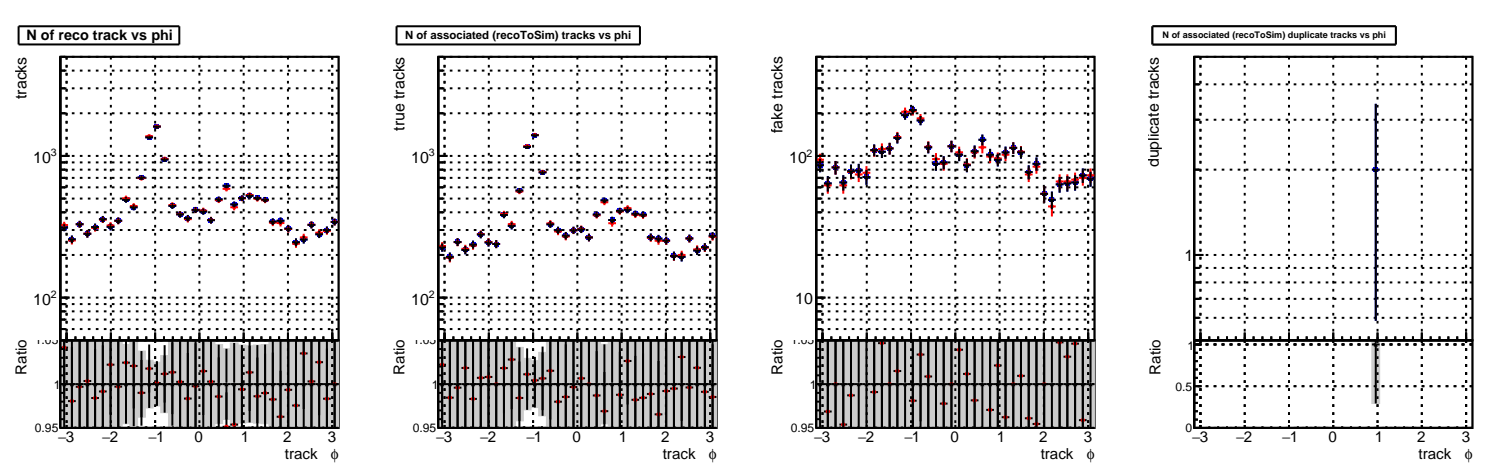 N of reco track vs phi
tracks
10³
10²
Ratio
1
0.95
−3 −2 −1 0 1 2 3
track ϕ
N of associated (recoToSim) tracks vs phi
true tracks
10³
10²
Ratio
1
0.95
−3 −2 −1 0 1 2 3
track ϕ
fake tracks
10²
10
Ratio
1
0.95
−3 −2 −1 0 1 2 3
track ϕ
N of associated (recoToSim) duplicate tracks vs phi
duplicate tracks
1
Ratio
1
0.5
0
−3 −2 −1 0 1 2 3
track ϕ